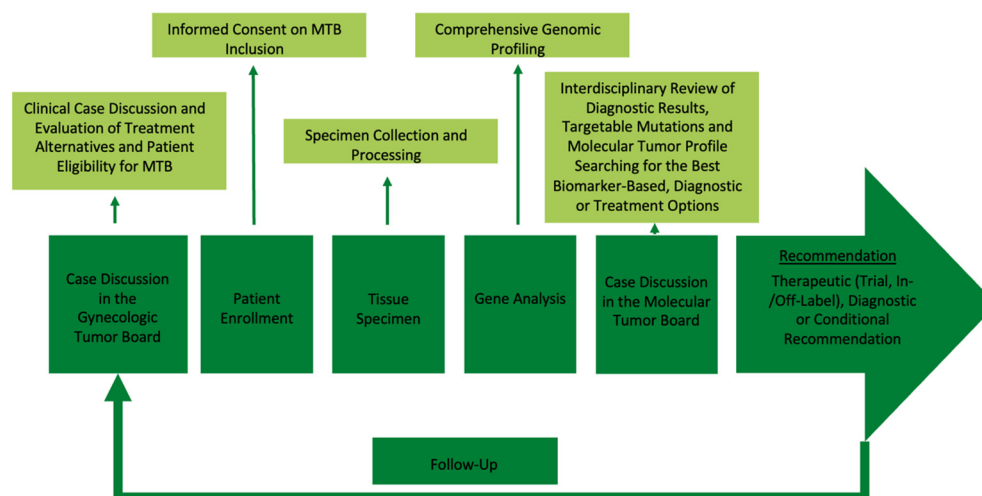 Informed Consent on MTB
Inclusion
Comprehensive Genomic
Profiling
Clinical Case Discussion and
Evaluation of Treatment
Alternatives and Patient
Eligibility for MTB
Specimen Collection and
Processing
Interdisciplinary Review of
Diagnostic Results,
Targetable Mutations and
Molecular Tumor Profile
Searching for the Best
Biomarker-Based, Diagnostic
or Treatment Options
Case Discussion
in the
Gynecologic
Tumor Board
Patient
Enrollment
Tissue
Specimen
Gene Analysis
Case Discussion
in the Molecular
Tumor Board
Recommendation
Therapeutic (Trial, In-
/Off-Label), Diagnostic
or Conditional
Recommendation
Follow-Up